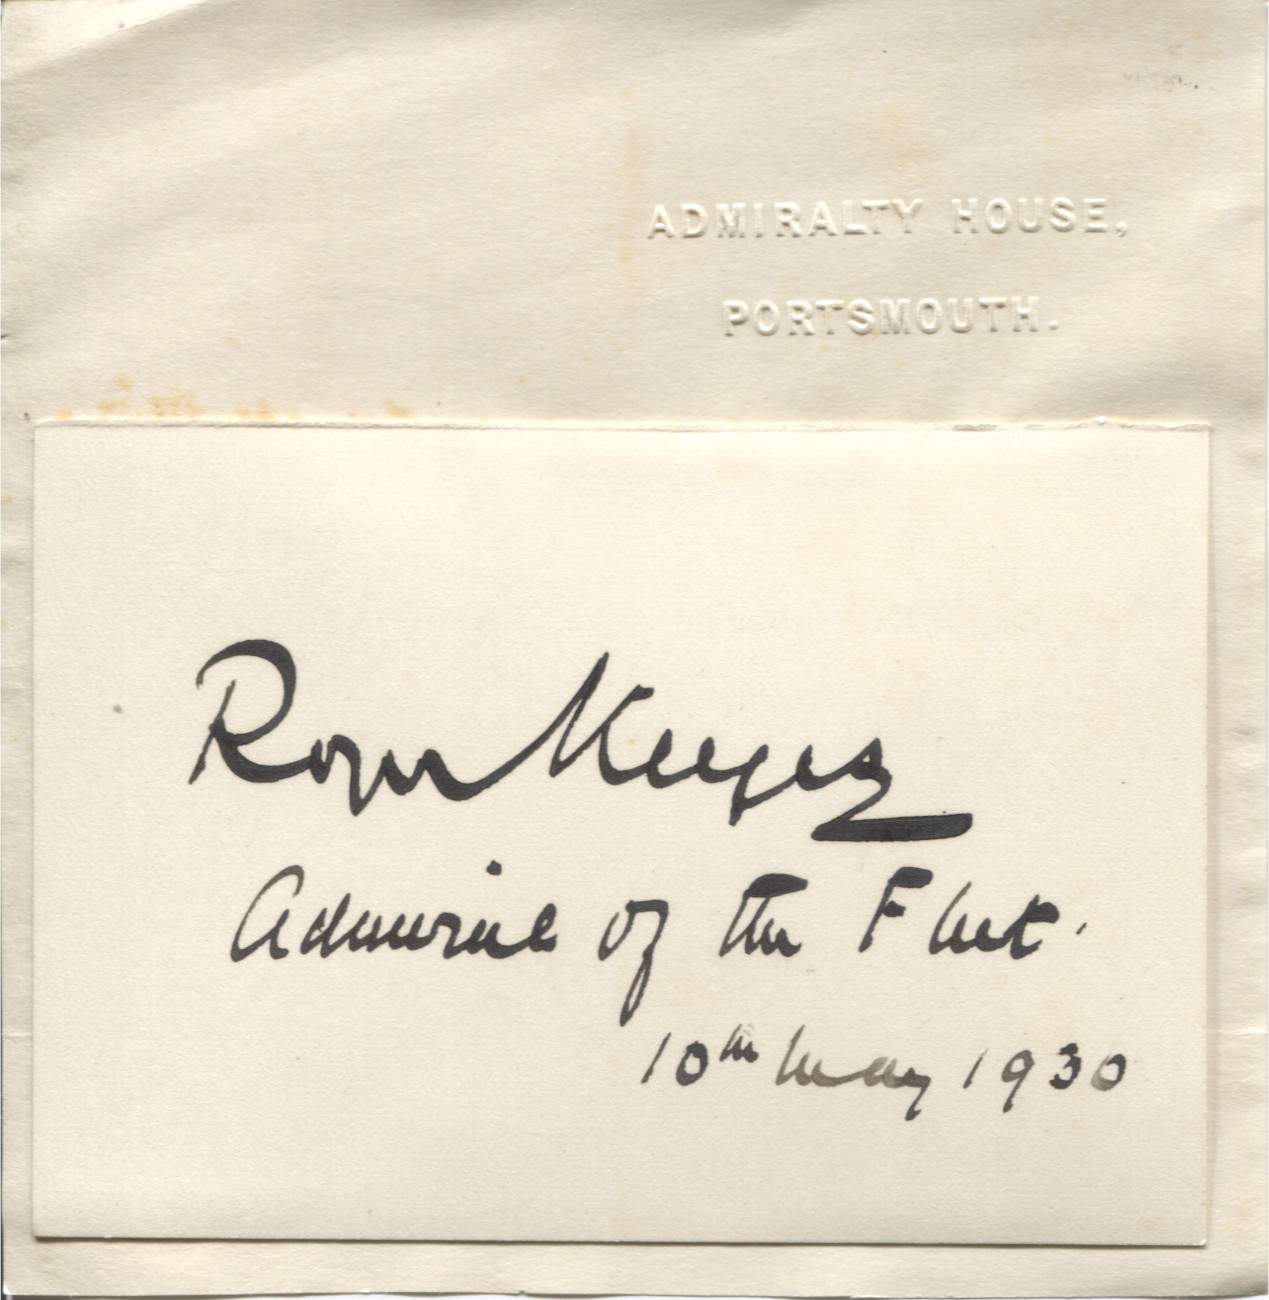 ADMIRALTY HOUSE,
PORTSMOUTH.
Roger Keyes
Admiral of the Fleet.
10th May 1930